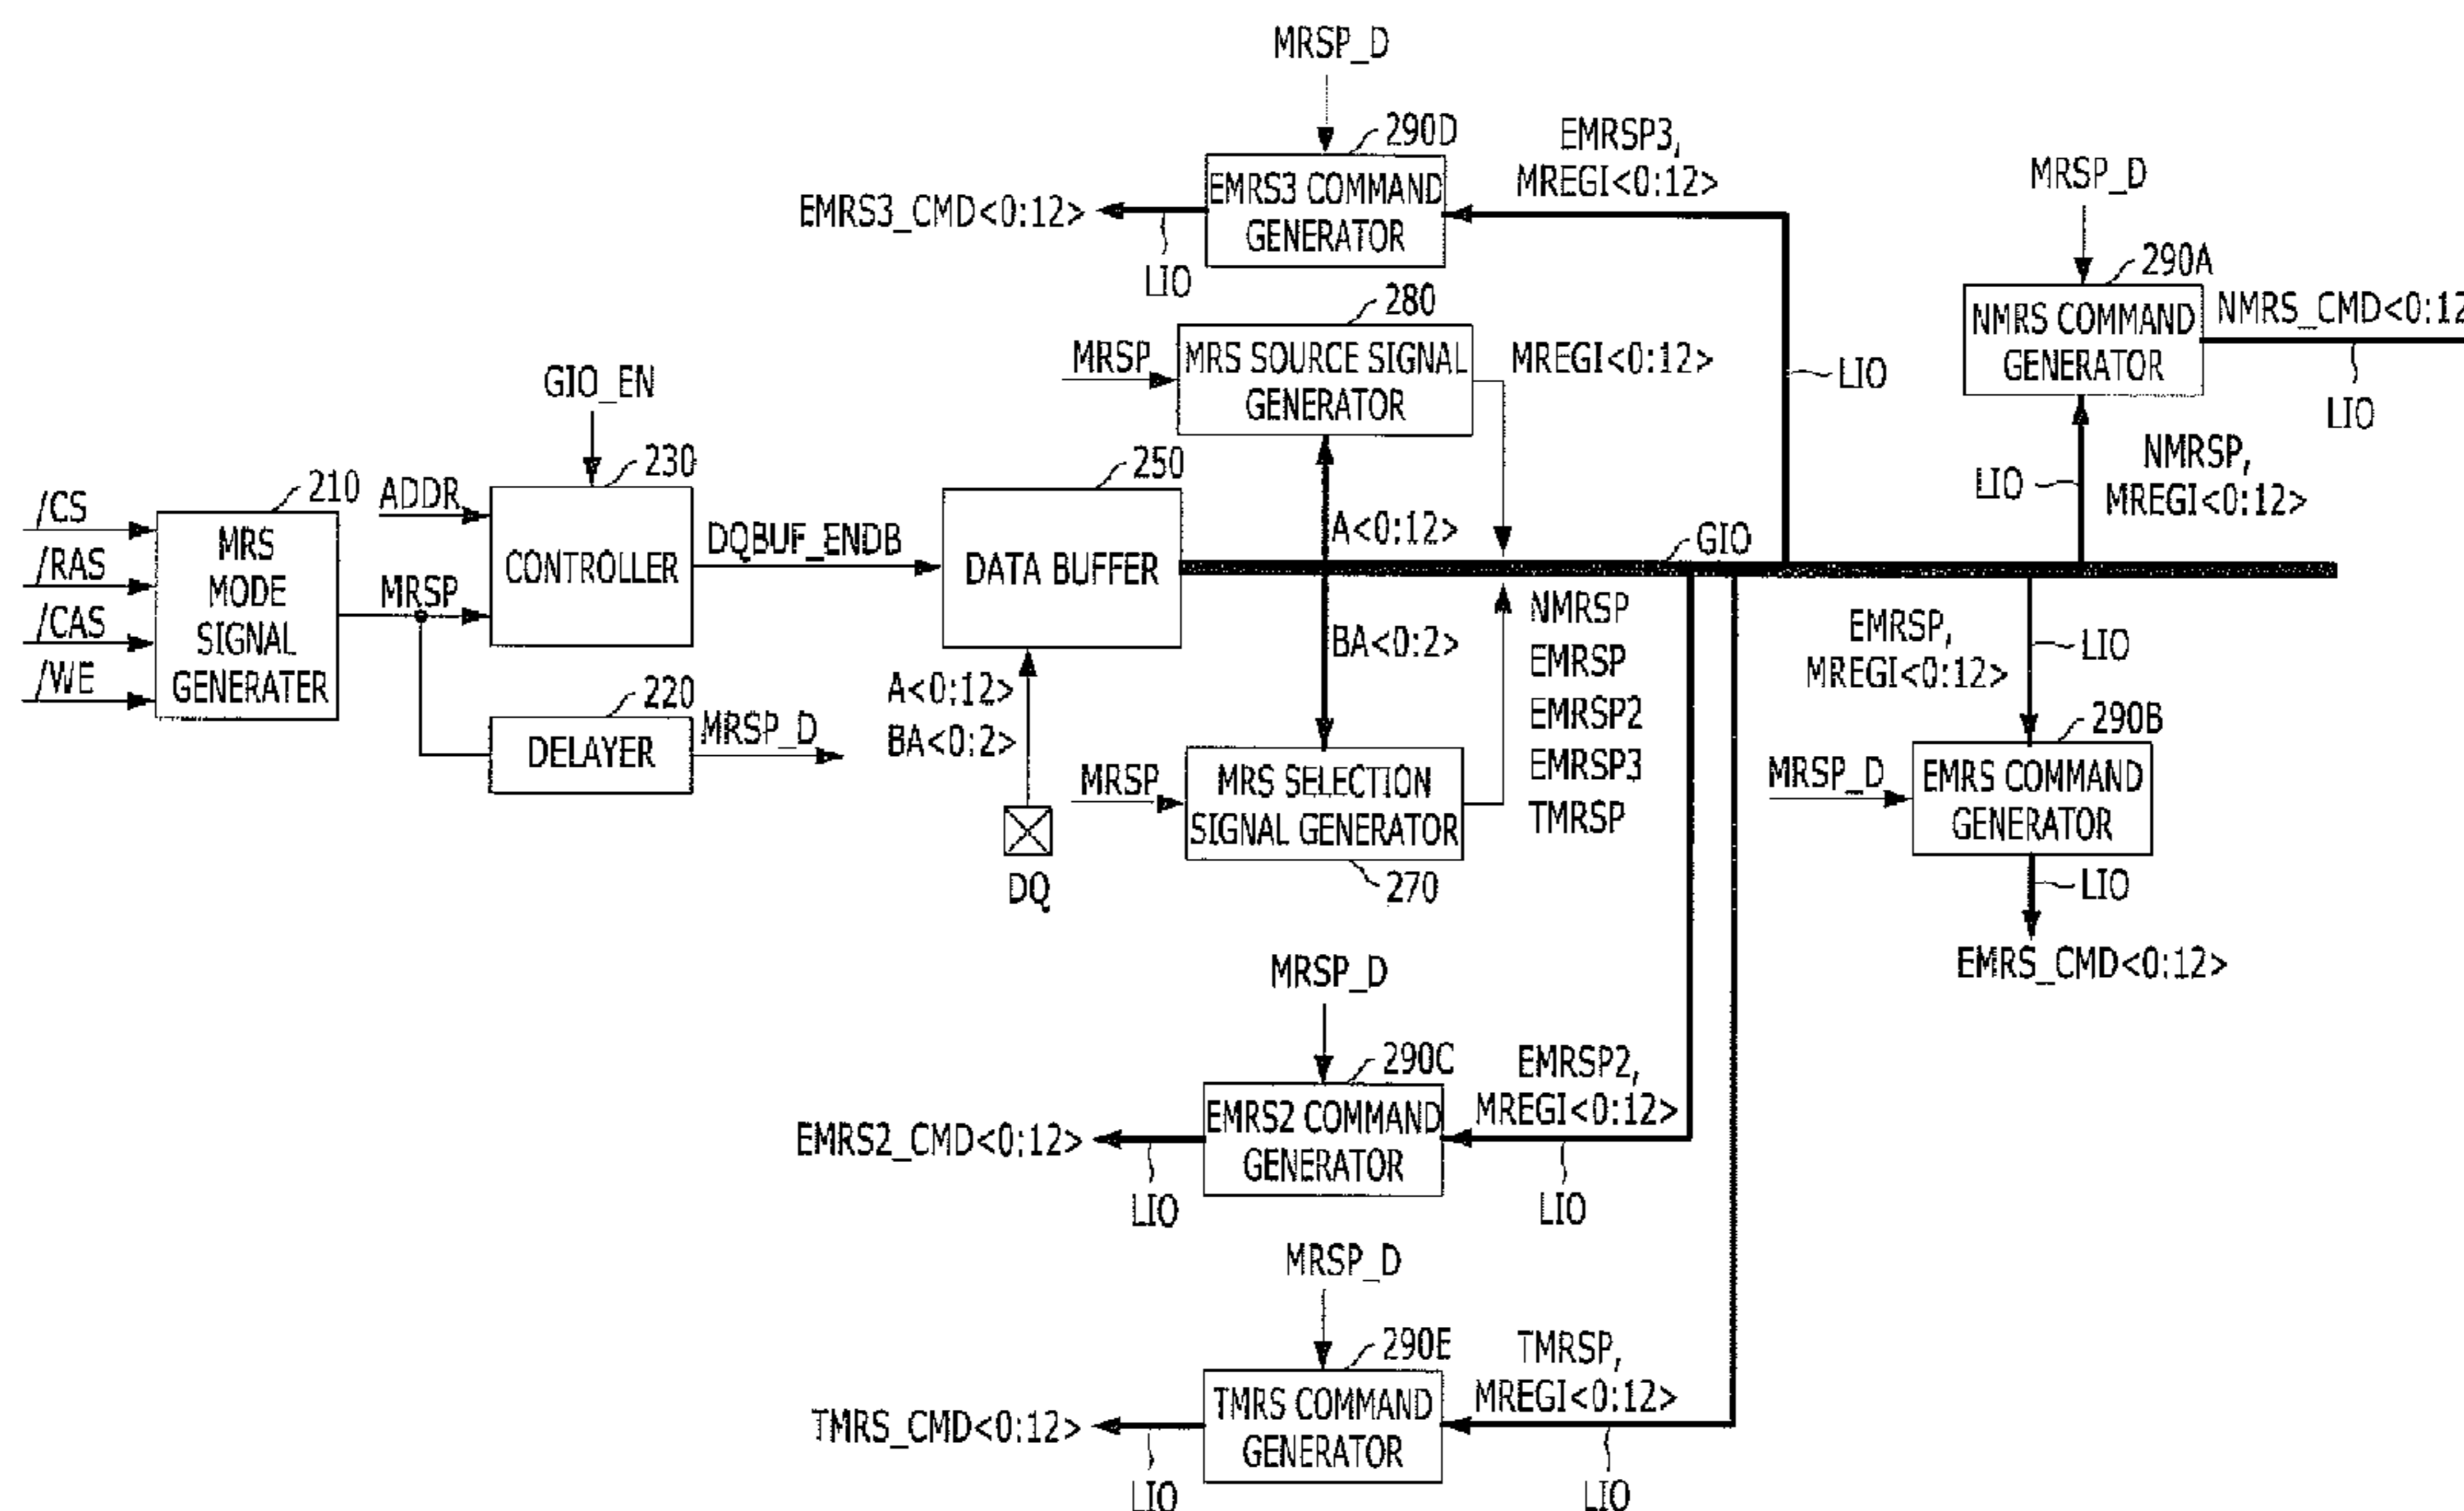 MRSP_D
290D
EMRS3 COMMAND
GENERATOR
EMRSP3,
MREGI<0:12>
EMRS3_CMD<0:12>
LIO
LIO
MRSP_D
290A
NMRS COMMAND
GENERATOR
NMRS_CMD<0:12
LIO
LIO
NMRSP,
MREGI<0:12>
280
MRSP
MRS SOURCE SIGNAL
GENERATOR
MREGI<0:12>
GIO_EN
/CS
/RAS
/CAS
/WE
210
MRS
MODE
SIGNAL
GENERATER
ADDR
MRSP
230
CONTROLLER
DQBUF_ENDB
220
DELAYER
MRSP_D
250
DATA BUFFER
A<0:12>
BA<0:2>
DQ
A<0:12>
BA<0:2>
GIO
MRSP
MRS SELECTION
SIGNAL GENERATOR
270
NMRSP
EMRSP
EMRSP2
EMRSP3
TMRSP
EMRSP,
MREGI<0:12>
LIO
290B
MRSP_D
EMRS COMMAND
GENERATOR
LIO
EMRS_CMD<0:12>
MRSP_D
290C
EMRS2 COMMAND
GENERATOR
EMRSP2,
MREGI<0:12>
EMRS2_CMD<0:12>
LIO
LIO
MRSP_D
290E
TMRS COMMAND
GENERATOR
TMRSP,
MREGI<0:12>
TMRS_CMD<0:12>
LIO
LIO